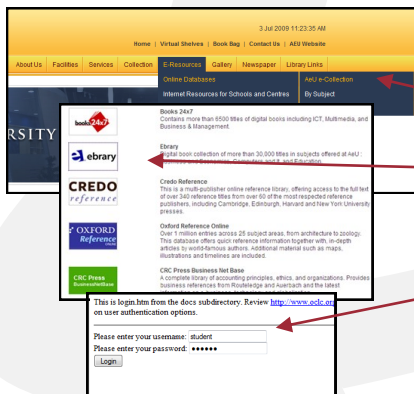 3 Jul 2009 11:23:35 AM
Home | Virtual Shelves | Book Bag | Contact Us | AEU Website
About Us Facilities Services Collection E-Resources Gallery Newspaper Library Links
Online Databases AeU e-Collection
Internet Resources for Schools and Centres By Subject
RSITY
books24x7
Books 24x7
Contains more than 6500 titles of digital books including ICT, Multimedia, and
Business & Management.
ebrary
Ebrary
Digital book collection of more than 30,000 titles in subjects offered at AeU :
Education
CREDO
reference
Credo Reference
This is a multi-publisher online reference library, offering access to the full text
of over 340 reference titles from over 60 of the most respected reference
publishers, including Cambridge, Edinburgh, Harvard and New York University
presses.
OXFORD
Reference
Oxford Reference Online
Over 1 million entries across 25 subject areas, from architecture to zoology.
This database offers quick reference information together with, in-depth
articles by world-famous authors. Additional material such as maps,
illustrations and timelines are included.
CRC Press
BusinessNetBase
CRC Press Business Net Base
A complete library of accounting principles, ethics, and organizations. Provides
business references from Routeledge and Auerbach and the latest
This is login.htm from the docs subdirectory. Review http://www.oclc.org
on user authentication options.
Please enter your username: student
Please enter your password: ••••••
Login